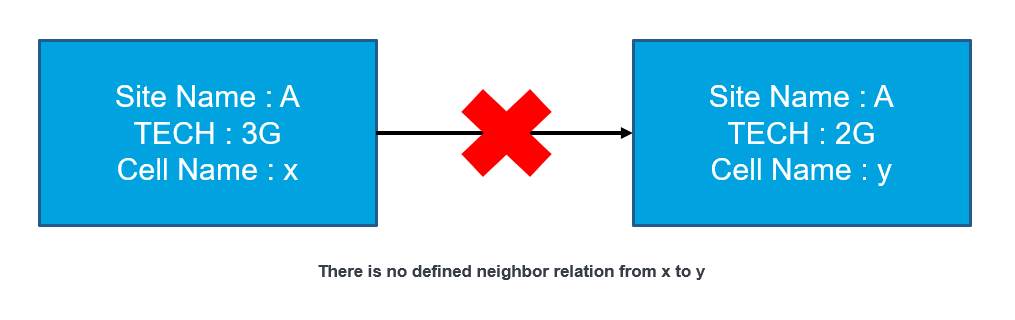 Site Name : A
TECH : 3G
Cell Name : x
Site Name : A
TECH : 2G
Cell Name : y
There is no defined neighbor relation from x to y